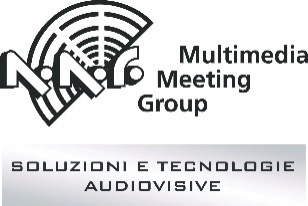 m.m.g.
Multimedia
Meeting
Group
SOLUZIONI E TECNOLOGIE
AUDIOVISIVE